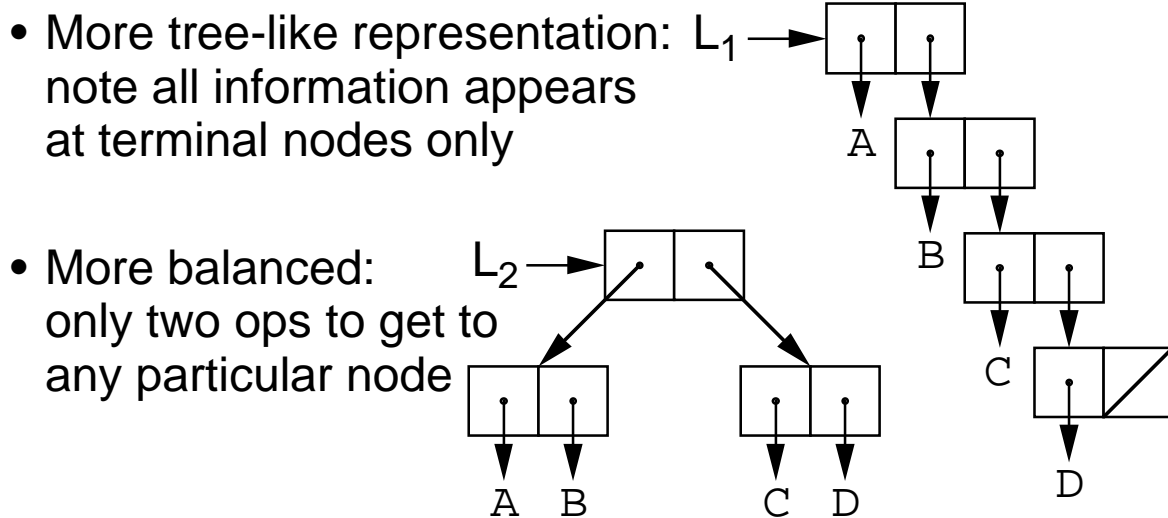 • More tree-like representation: L₁
note all information appears
at terminal nodes only
A
B
C
D
• More balanced: L₂
only two ops to get to
any particular node
A B C D